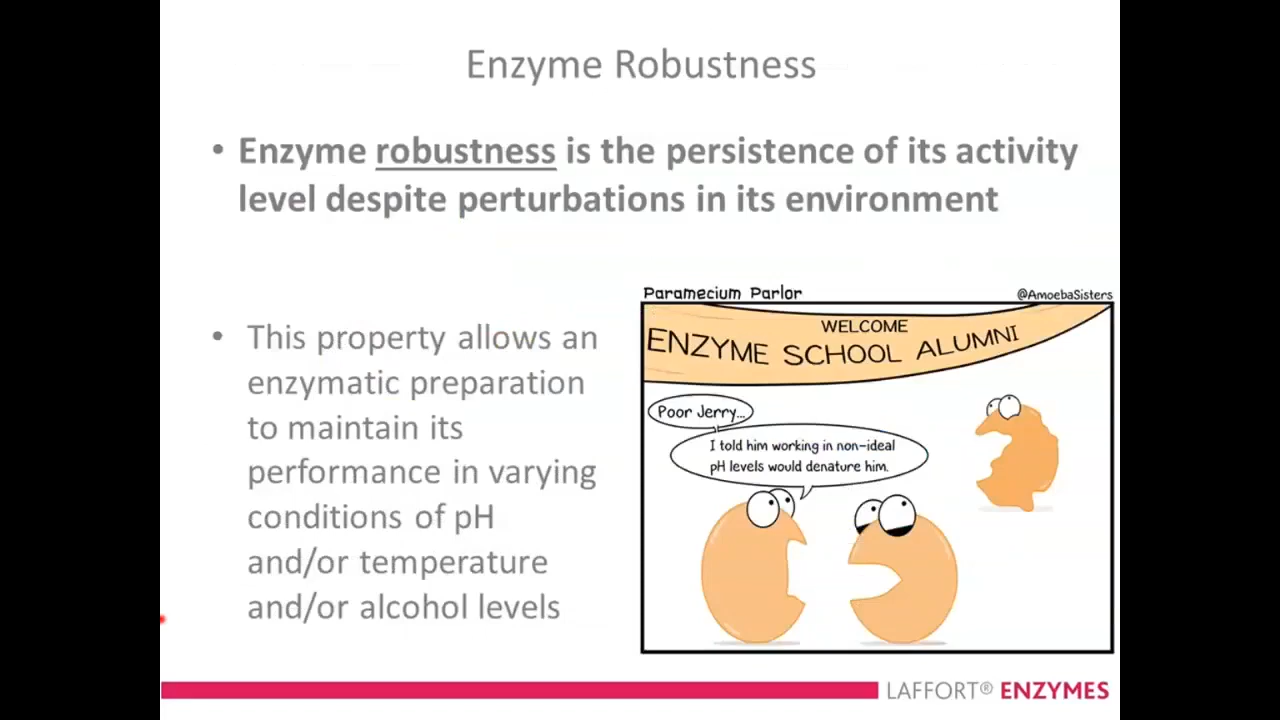 Enzyme Robustness
• Enzyme robustness is the persistence of its activity
level despite perturbations in its environment
• This property allows an
enzymatic preparation
to maintain its
performance in varying
conditions of pH
and/or temperature
and/or alcohol levels
Paramecium Parlor
@AmoebaSisters
WELCOME
ENZYME SCHOOL ALUMNI
Poor Jerry...
I told him working in non-ideal
pH levels would denature him.
LAFFORT® ENZYMES